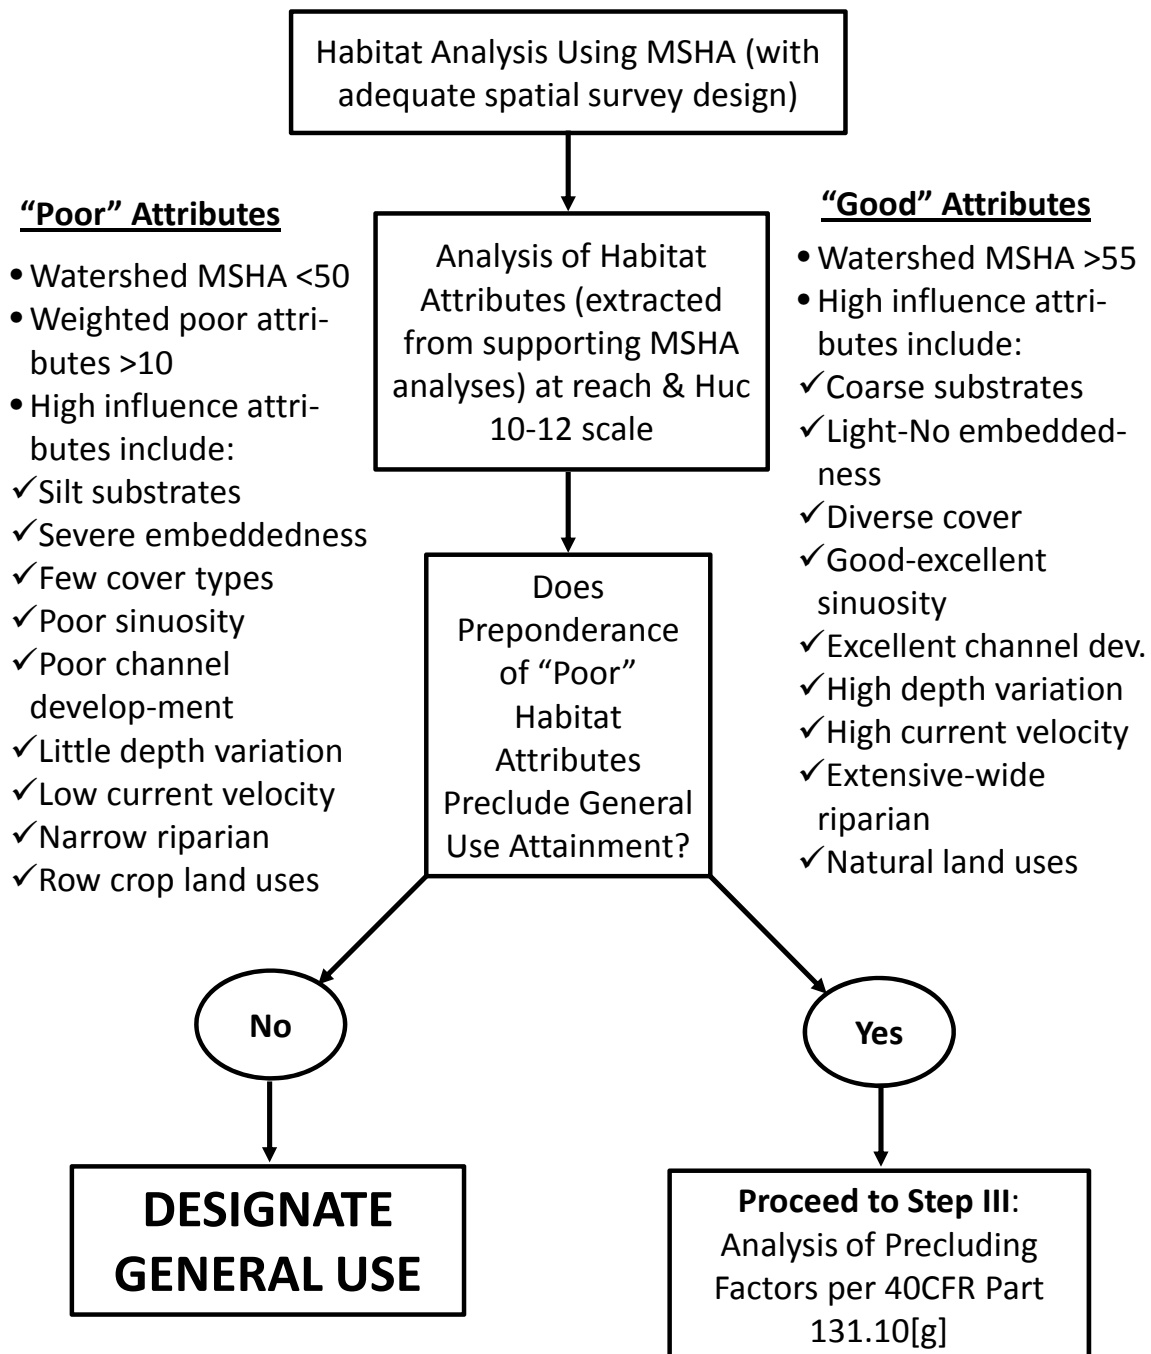 Habitat Analysis Using MSHA (with
adequate spatial survey design)
“Poor” Attributes
• Watershed MSHA <50
• Weighted poor attri-
butes >10
• High influence attri-
butes include:
✓Silt substrates
✓Severe embeddedness
✓Few cover types
✓Poor sinuosity
✓Poor channel
develop-ment
✓Little depth variation
✓Low current velocity
✓Narrow riparian
✓Row crop land uses
Analysis of Habitat
Attributes (extracted
from supporting MSHA
analyses) at reach & Huc
10-12 scale
“Good” Attributes
• Watershed MSHA >55
• High influence attri-
butes include:
✓Coarse substrates
✓Light-No embedded-
ness
✓Diverse cover
✓Good-excellent
sinuosity
✓Excellent channel dev.
✓High depth variation
✓High current velocity
✓Extensive-wide
riparian
✓Natural land uses
Does
Preponderance
of “Poor”
Habitat
Attributes
Preclude General
Use Attainment?
No
Yes
DESIGNATE
GENERAL USE
Proceed to Step III:
Analysis of Precluding
Factors per 40CFR Part
131.10[g]